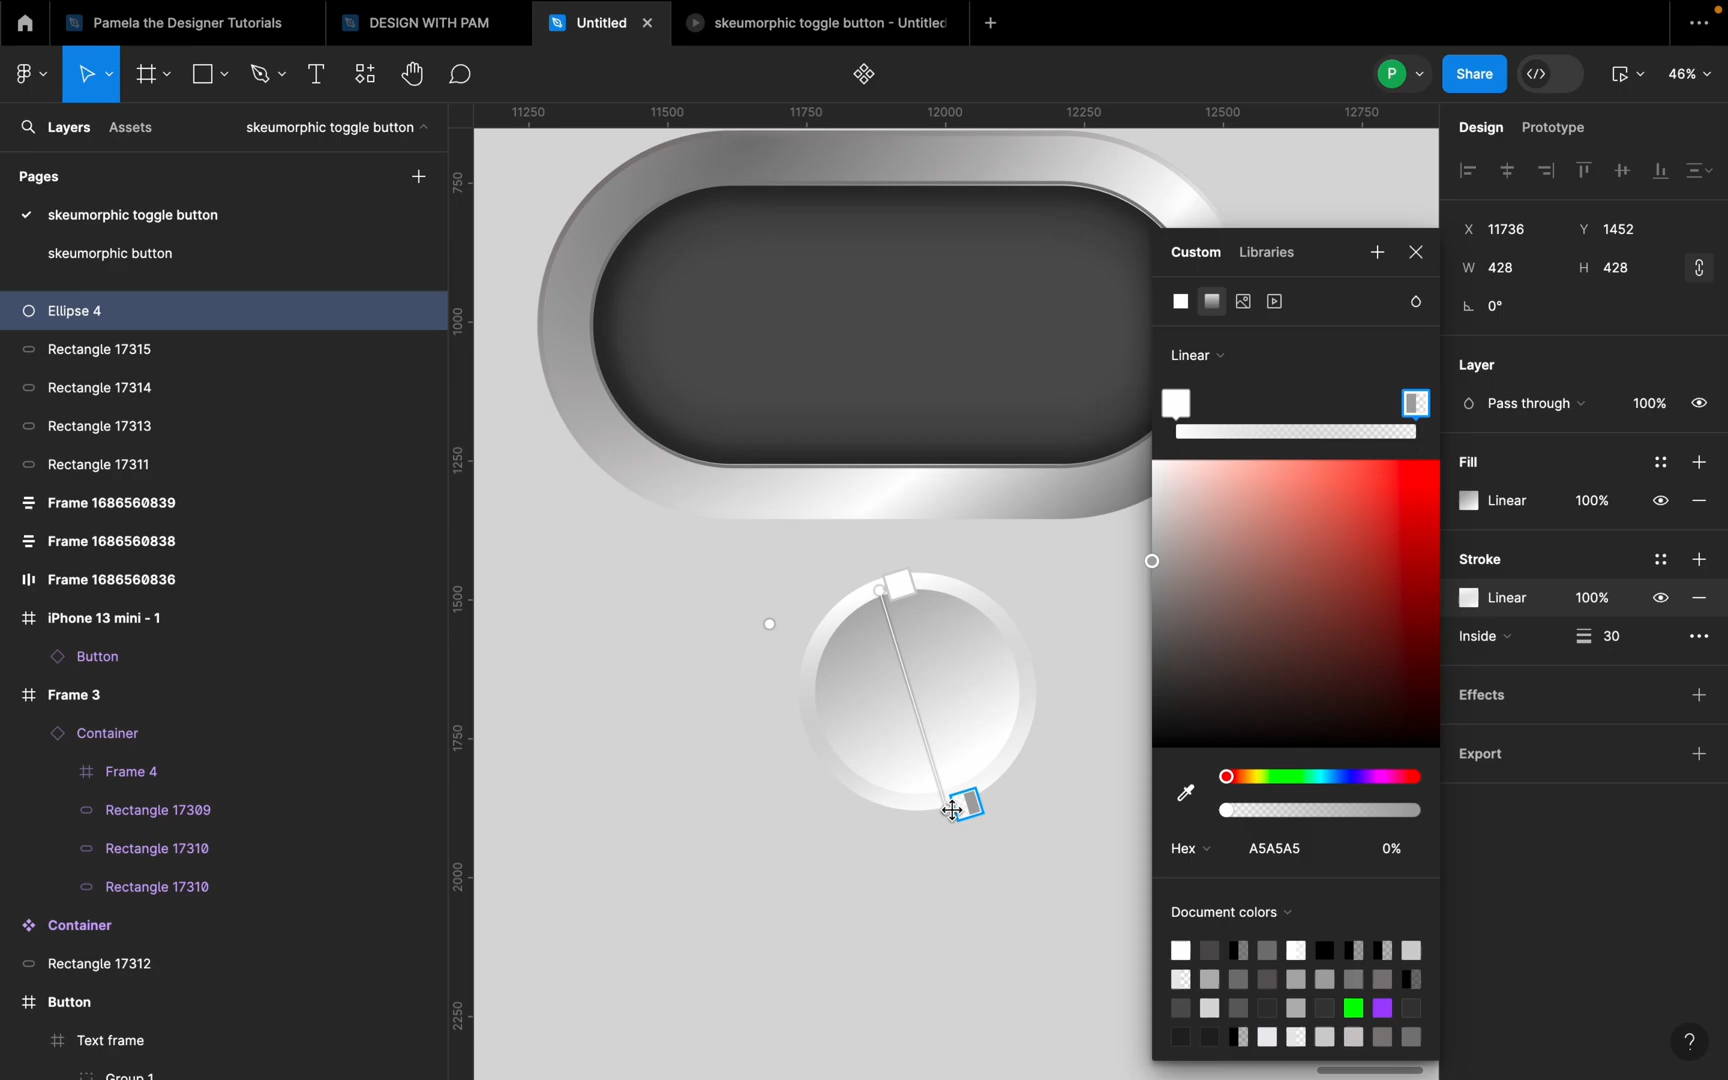 Pamela the Designer Tutorials
DESIGN WITH PAM
Untitled
skeumorphic toggle button - Untitled
P
Share
46%
Layers
Assets
skeumorphic toggle button
11250
11500
11750
12000
12250
12500
12750
Design
Prototype
Pages
skeumorphic toggle button
skeumorphic button
Ellipse 4
Rectangle 17315
Rectangle 17314
Rectangle 17313
Rectangle 17311
Frame 1686560839
Frame 1686560838
Frame 1686560836
iPhone 13 mini - 1
Button
Frame 3
Container
Frame 4
Rectangle 17309
Rectangle 17310
Rectangle 17310
Container
Rectangle 17312
Button
Text frame
Group 1
750
1000
1250
1500
1750
2000
2250
Custom
Libraries
Linear
Hex
A5A5A5
0%
Document colors
X 11736
Y 1452
W 428
H 428
0°
Layer
Pass through
100%
Fill
Linear
100%
Stroke
Linear
100%
Inside
30
Effects
Export
?